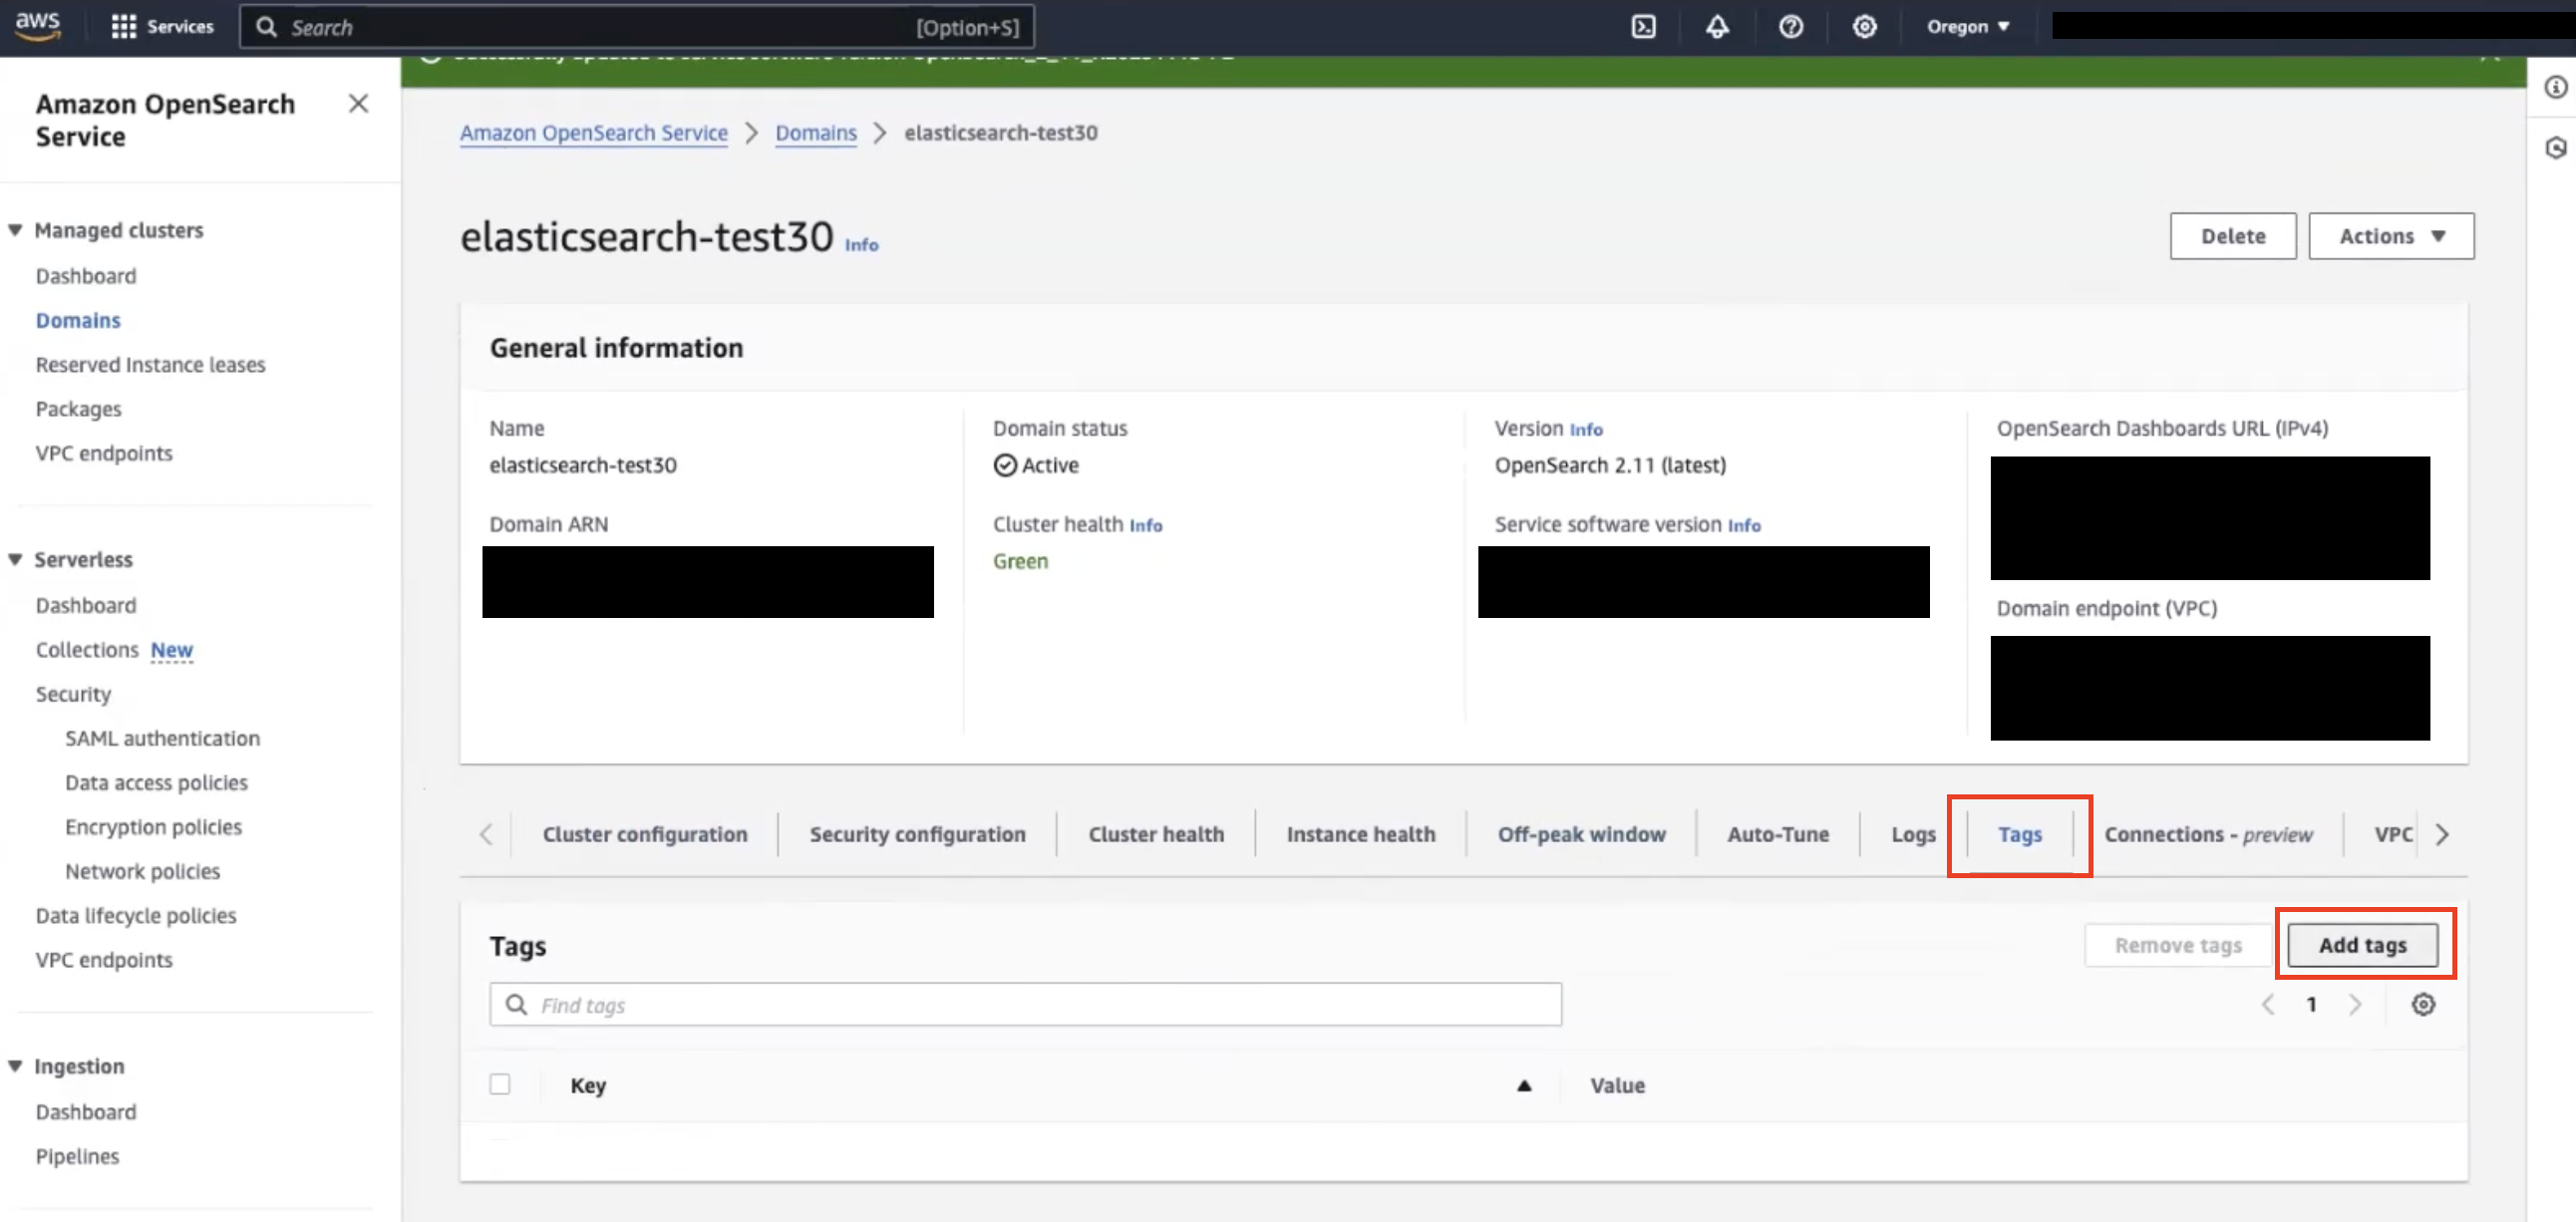 aws
Services
Search
[Option+S]
Oregon
Amazon OpenSearch
Service
Managed clusters
Dashboard
Domains
Reserved Instance leases
Packages
VPC endpoints
Serverless
Dashboard
Collections New
Security
SAML authentication
Data access policies
Encryption policies
Network policies
Data lifecycle policies
VPC endpoints
Ingestion
Dashboard
Pipelines
Amazon OpenSearch Service
Domains
elasticsearch-test30
elasticsearch-test30 Info
Delete
Actions
General information
Name
elasticsearch-test30
Domain ARN
Domain status
Active
Cluster health Info
Green
Version Info
OpenSearch 2.11 (latest)
Service software version Info
OpenSearch Dashboards URL (IPv4)
Domain endpoint (VPC)
Cluster configuration
Security configuration
Cluster health
Instance health
Off-peak window
Auto-Tune
Logs
Tags
Connections - preview
VPC
Tags
Remove tags
Add tags
Find tags
1
Key
Value